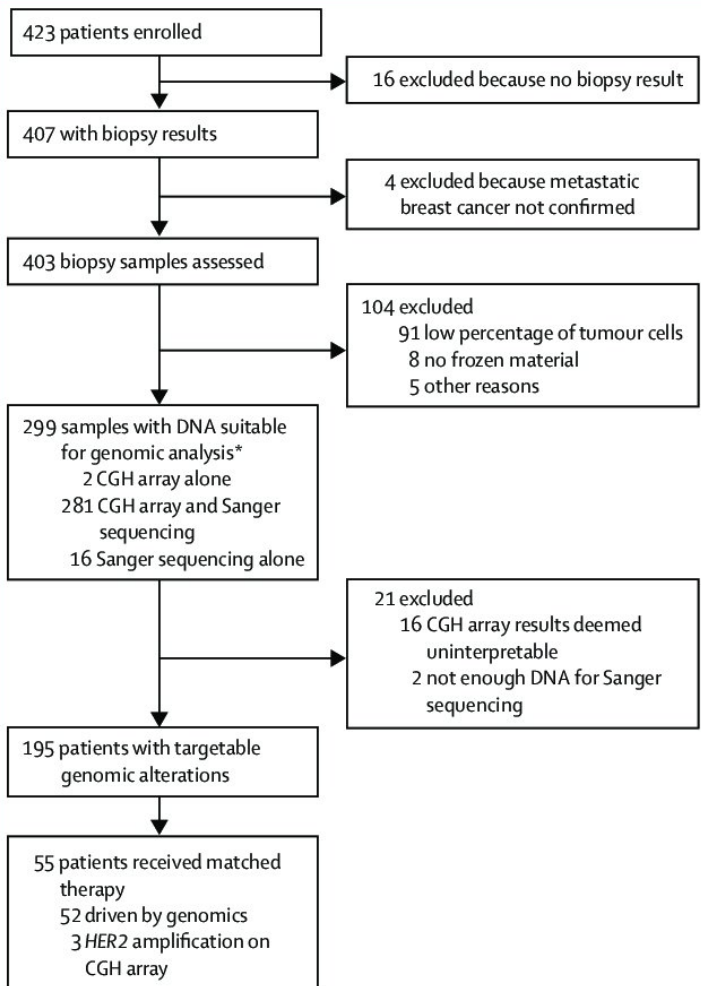 423 patients enrolled
16 excluded because no biopsy result
407 with biopsy results
4 excluded because metastatic
breast cancer not confirmed
403 biopsy samples assessed
104 excluded
91 low percentage of tumour cells
8 no frozen material
5 other reasons
299 samples with DNA suitable
for genomic analysis*
2 CGH array alone
281 CGH array and Sanger
sequencing
16 Sanger sequencing alone
21 excluded
16 CGH array results deemed
uninterpretable
2 not enough DNA for Sanger
sequencing
195 patients with targetable
genomic alterations
55 patients received matched
therapy
52 driven by genomics
3 HER2 amplification on
CGH array